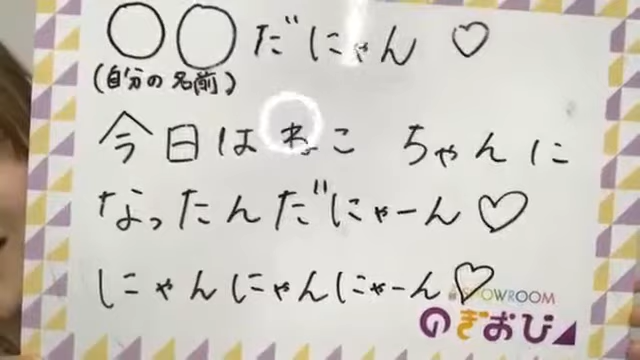 〇〇だにゃん♡
(自分の名前)
今日はねこちゃんに
なったんだにゃーん♡
にゃんにゃんにゃーん♡
SHOWROOM
のぎおび